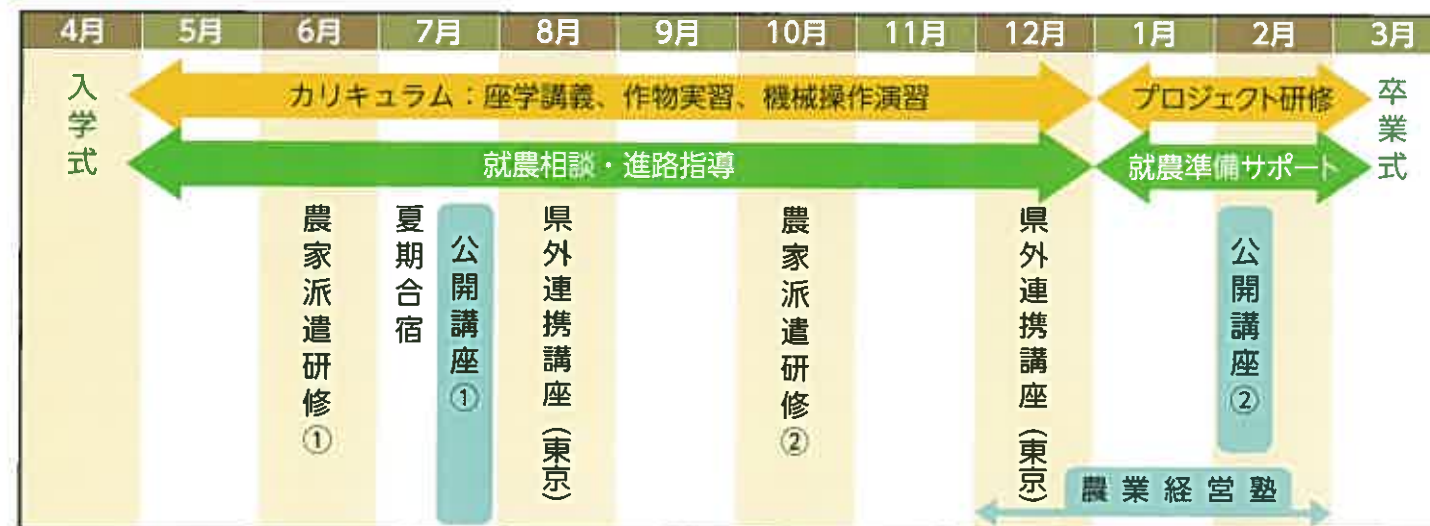 4月 5月 6月 7月 8月 9月 10月 11月 12月 1月 2月 3月
入学式
カリキュラム：座学講義、作物実習、機械操作演習
プロジェクト研修
卒業式
就農相談・進路指導
就農準備サポート
農家派遣研修①
夏期合宿
公開講座①
県外連携講座（東京）
農家派遣研修②
県外連携講座（東京）
公開講座②
農業経営塾